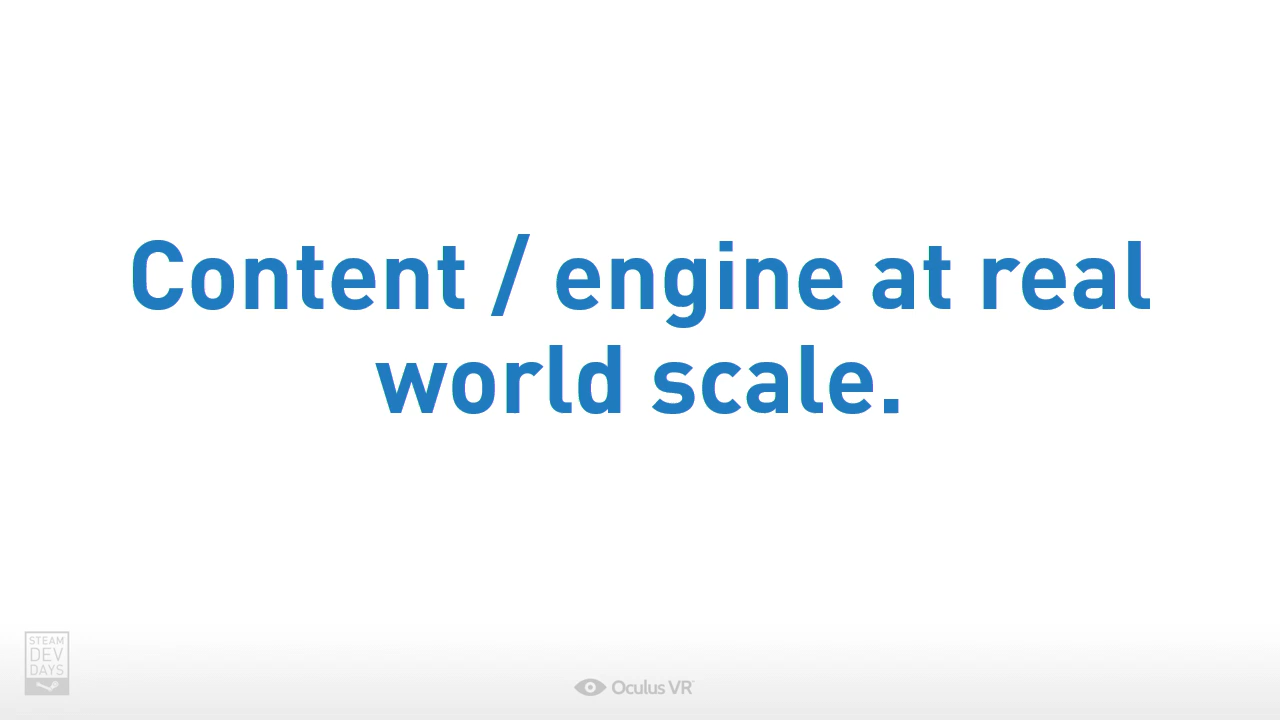 Content / engine at real
world scale.
STEAM
DEV
DAYS
Oculus VR